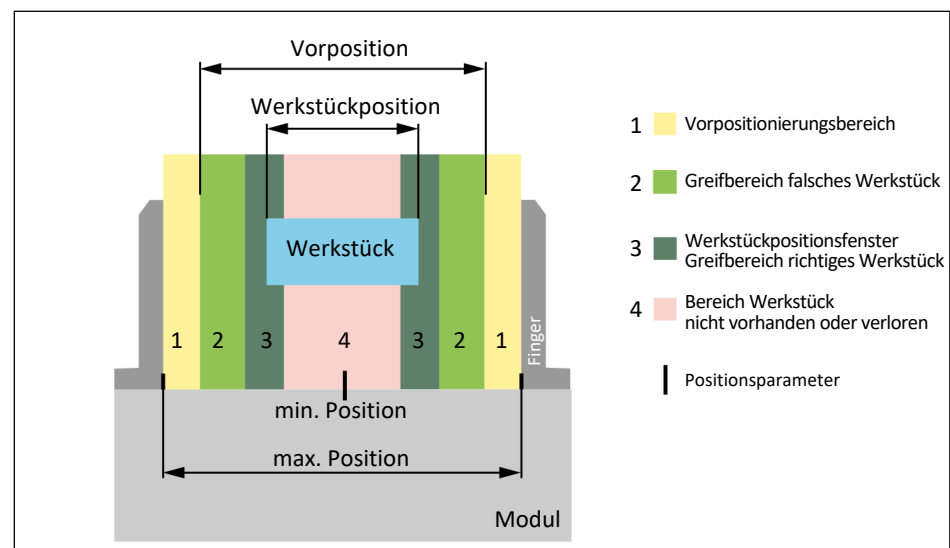 Vorposition
Werkstückposition
Werkstück
1 2 3 4 3 2 1
Finger
min. Position
max. Position
Modul
1 Vorpositionierungsbereich
2 Greifbereich falsches Werkstück
3 Werkstückpositionsfenster
Greifbereich richtiges Werkstück
4 Bereich Werkstück
nicht vorhanden oder verloren
Positionsparameter